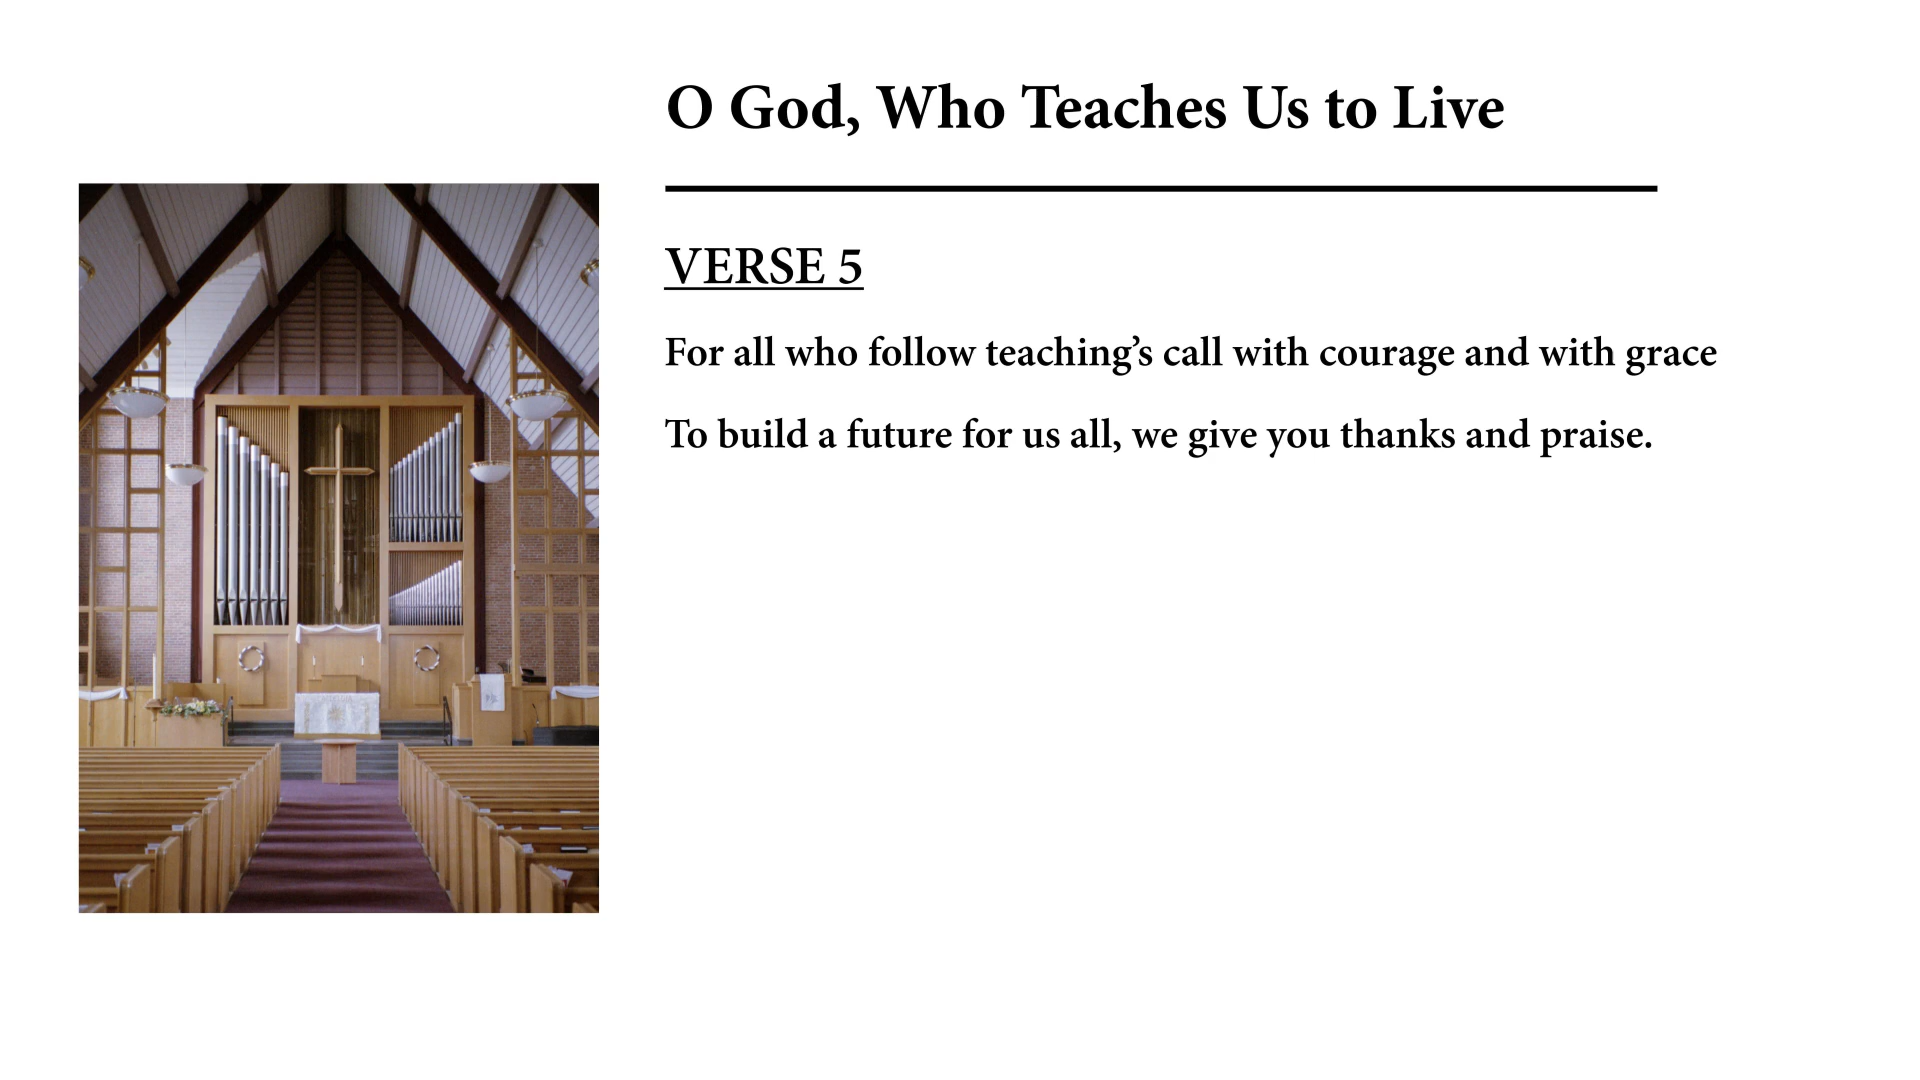 O God, Who Teaches Us to Live
VERSE 5
For all who follow teaching’s call with courage and with grace
To build a future for us all, we give you thanks and praise.